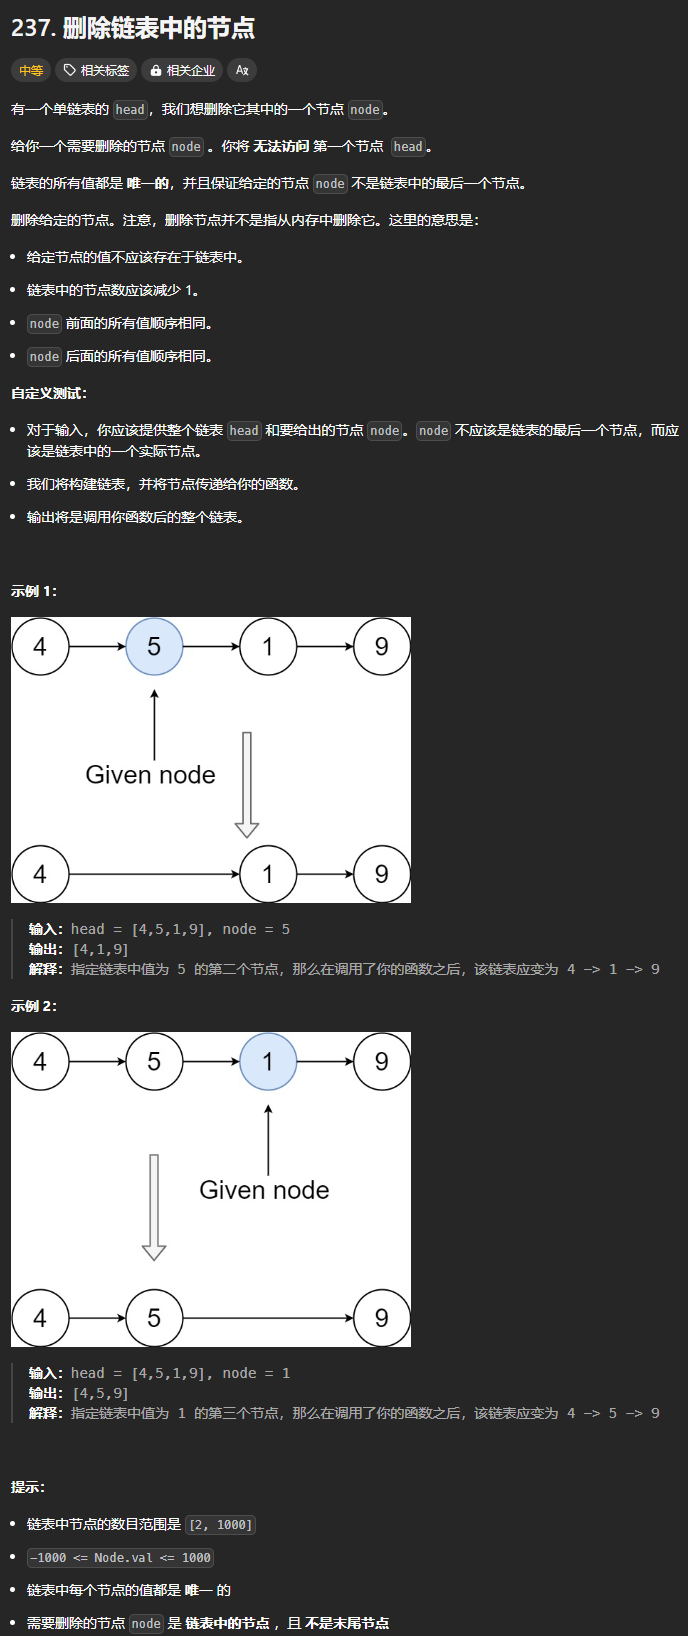 237. 删除链表中的节点
中等 相关标签 相关企业 A文
有一个单链表的 head，我们想删除它其中的一个节点 node。
给你一个需要删除的节点 node 。你将 无法访问 第一个节点 head。
链表的所有值都是 唯一的，并且保证给定的节点 node 不是链表中的最后一个节点。
删除给定的节点。注意，删除节点并不是指从内存中删除它。这里的意思是：
• 给定节点的值不应该存在于链表中。
• 链表中的节点数应该减少 1。
• node 前面的所有值顺序相同。
• node 后面的所有值顺序相同。
自定义测试：
• 对于输入，你应该提供整个链表 head 和要给出的节点 node。node 不应该是链表的最后一个节点，而应
该是链表中的一个实际节点。
• 我们将构建链表，并将节点传递给你的函数。
• 输出将是调用你函数后的整个链表。
示例 1：
4 5 1 9
Given node
4 1 9
输入：head = [4,5,1,9], node = 5
输出：[4,1,9]
解释：指定链表中值为 5 的第二个节点，那么在调用了你的函数之后，该链表应变为 4 -> 1 -> 9
示例 2：
4 5 1 9
Given node
4 5 9
输入：head = [4,5,1,9], node = 1
输出：[4,5,9]
解释：指定链表中值为 1 的第三个节点，那么在调用了你的函数之后，该链表应变为 4 -> 5 -> 9
提示：
• 链表中节点的数目范围是 [2, 1000]
• -1000 <= Node.val <= 1000
• 链表中每个节点的值都是 唯一 的
• 需要删除的节点 node 是 链表中的节点 ，且 不是末尾节点